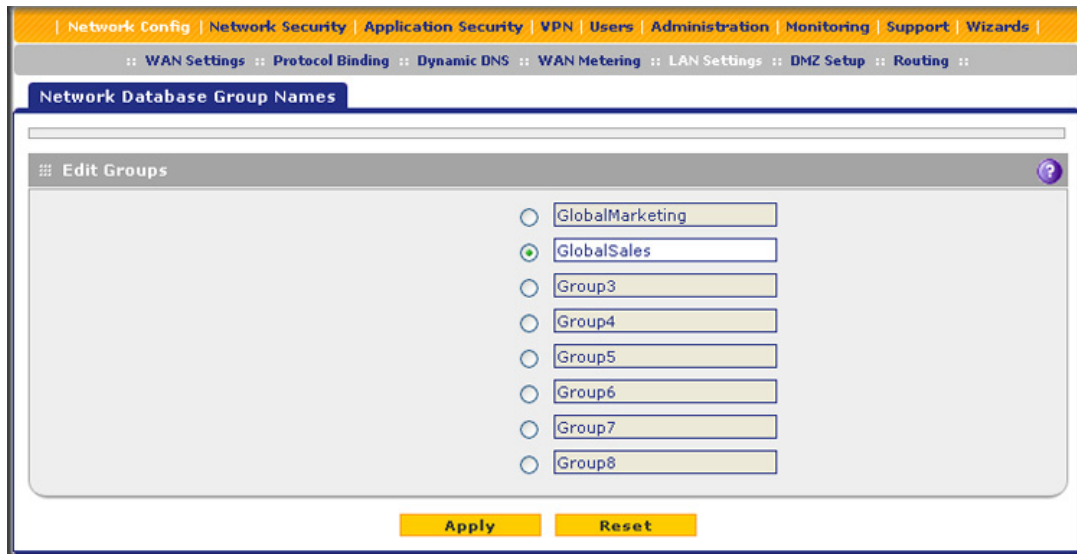 | Network Config | Network Security | Application Security | VPN | Users | Administration | Monitoring | Support | Wizards |
:: WAN Settings :: Protocol Binding :: Dynamic DNS :: WAN Metering :: LAN Settings :: DMZ Setup :: Routing ::
Network Database Group Names
Edit Groups ?
GlobalMarketing
GlobalSales
Group3
Group4
Group5
Group6
Group7
Group8
Apply Reset